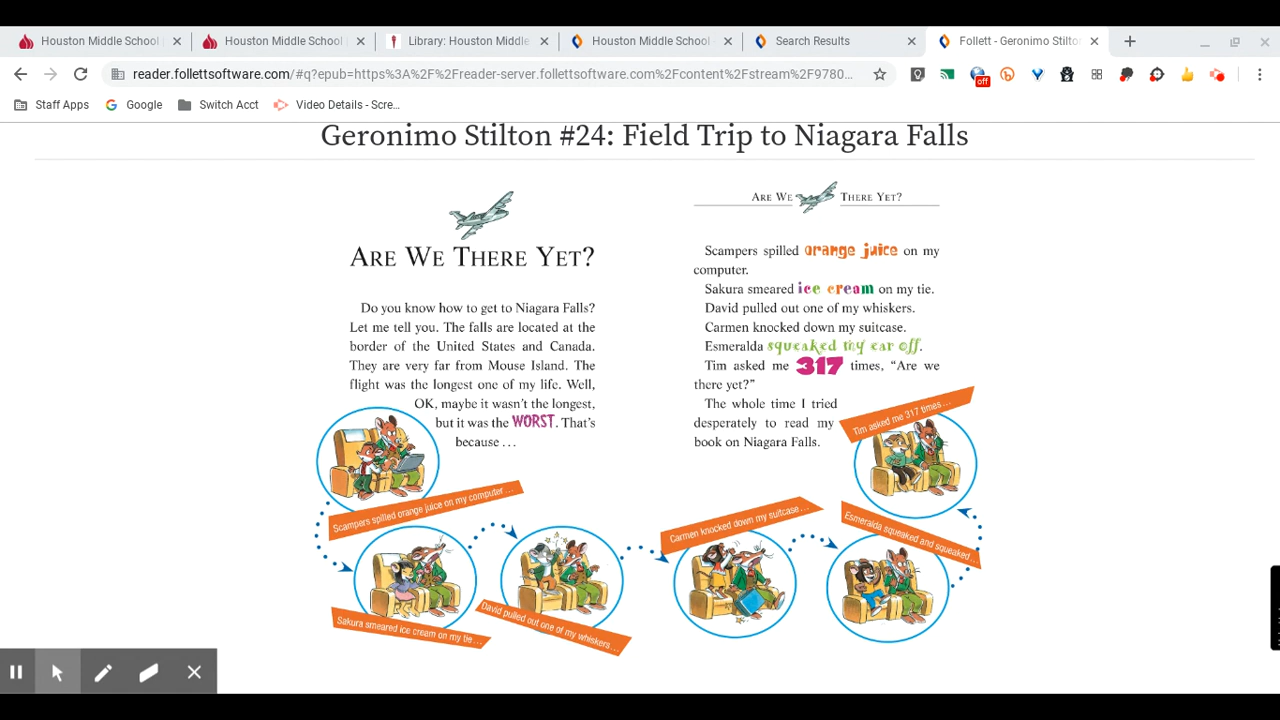 Houston Middle School
Houston Middle School
Library: Houston Middle
Houston Middle School
Search Results
Follett - Geronimo Stilton
reader.follettsoftware.com/#q?epub=https%3A%2F%2Freader-server.follettsoftware.com%2Fcontent%2Fstream%2F9780...
off
Staff Apps
Google
Switch Acct
Video Details - Scre...
Geronimo Stilton #24: Field Trip to Niagara Falls
ARE WE THERE YET?
Do you know how to get to Niagara Falls?
Let me tell you. The falls are located at the
border of the United States and Canada.
They are very far from Mouse Island. The
flight was the longest one of my life. Well,
OK, maybe it wasn't the longest,
but it was the WORST. That's
because ...
Scampers spilled orange juice on my computer ...
Sakura smeared ice cream on my tie ...
David pulled out one of my whiskers ...
ARE WE THERE YET?
Scampers spilled orange juice on my
computer.
Sakura smeared ice cream on my tie.
David pulled out one of my whiskers.
Carmen knocked down my suitcase.
Esmeralda squeaked my ear off.
Tim asked me 317 times, “Are we
there yet?”
The whole time I tried
desperately to read my
book on Niagara Falls.
Carmen knocked down my suitcase ...
Esmeralda squeaked and squeaked ...
Tim asked me 317 times ...